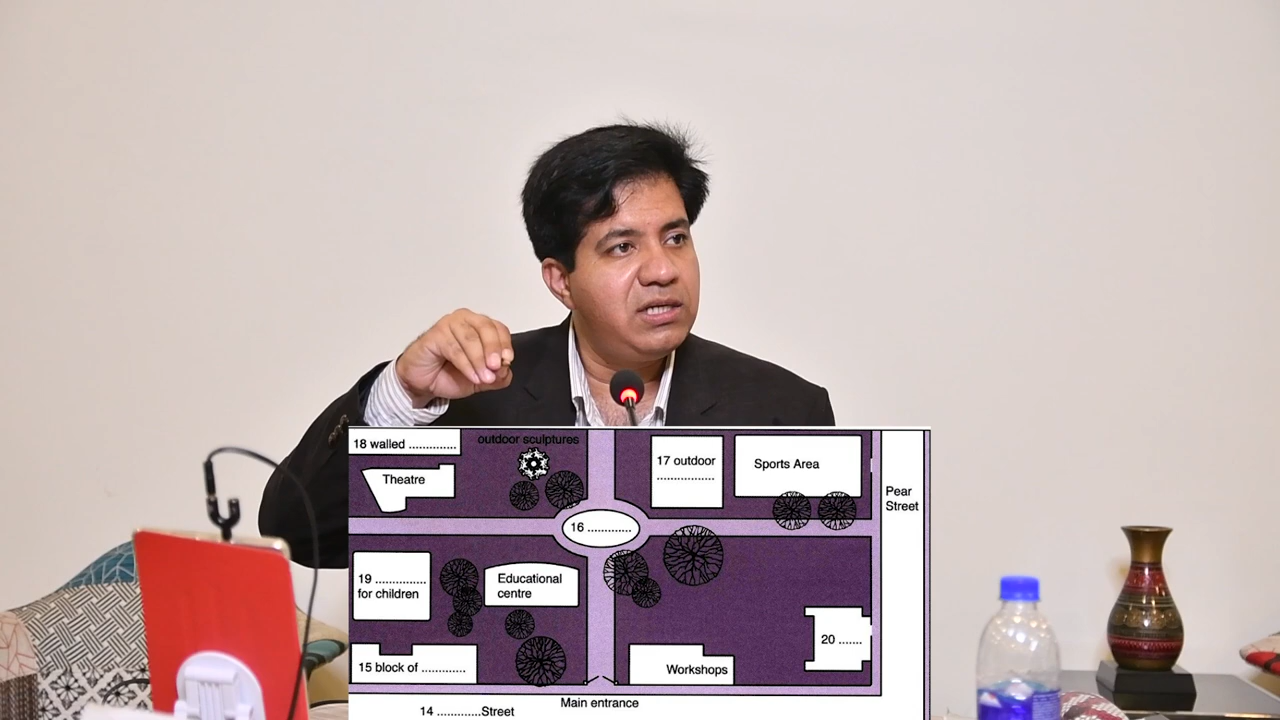 18 walled ..............
outdoor sculptures
17 outdoor
................
Sports Area
Theatre
Pear
Street
16 ............
19 ..............
for children
Educational
centre
20 .......
15 block of ............
Workshops
Main entrance
14 ............Street